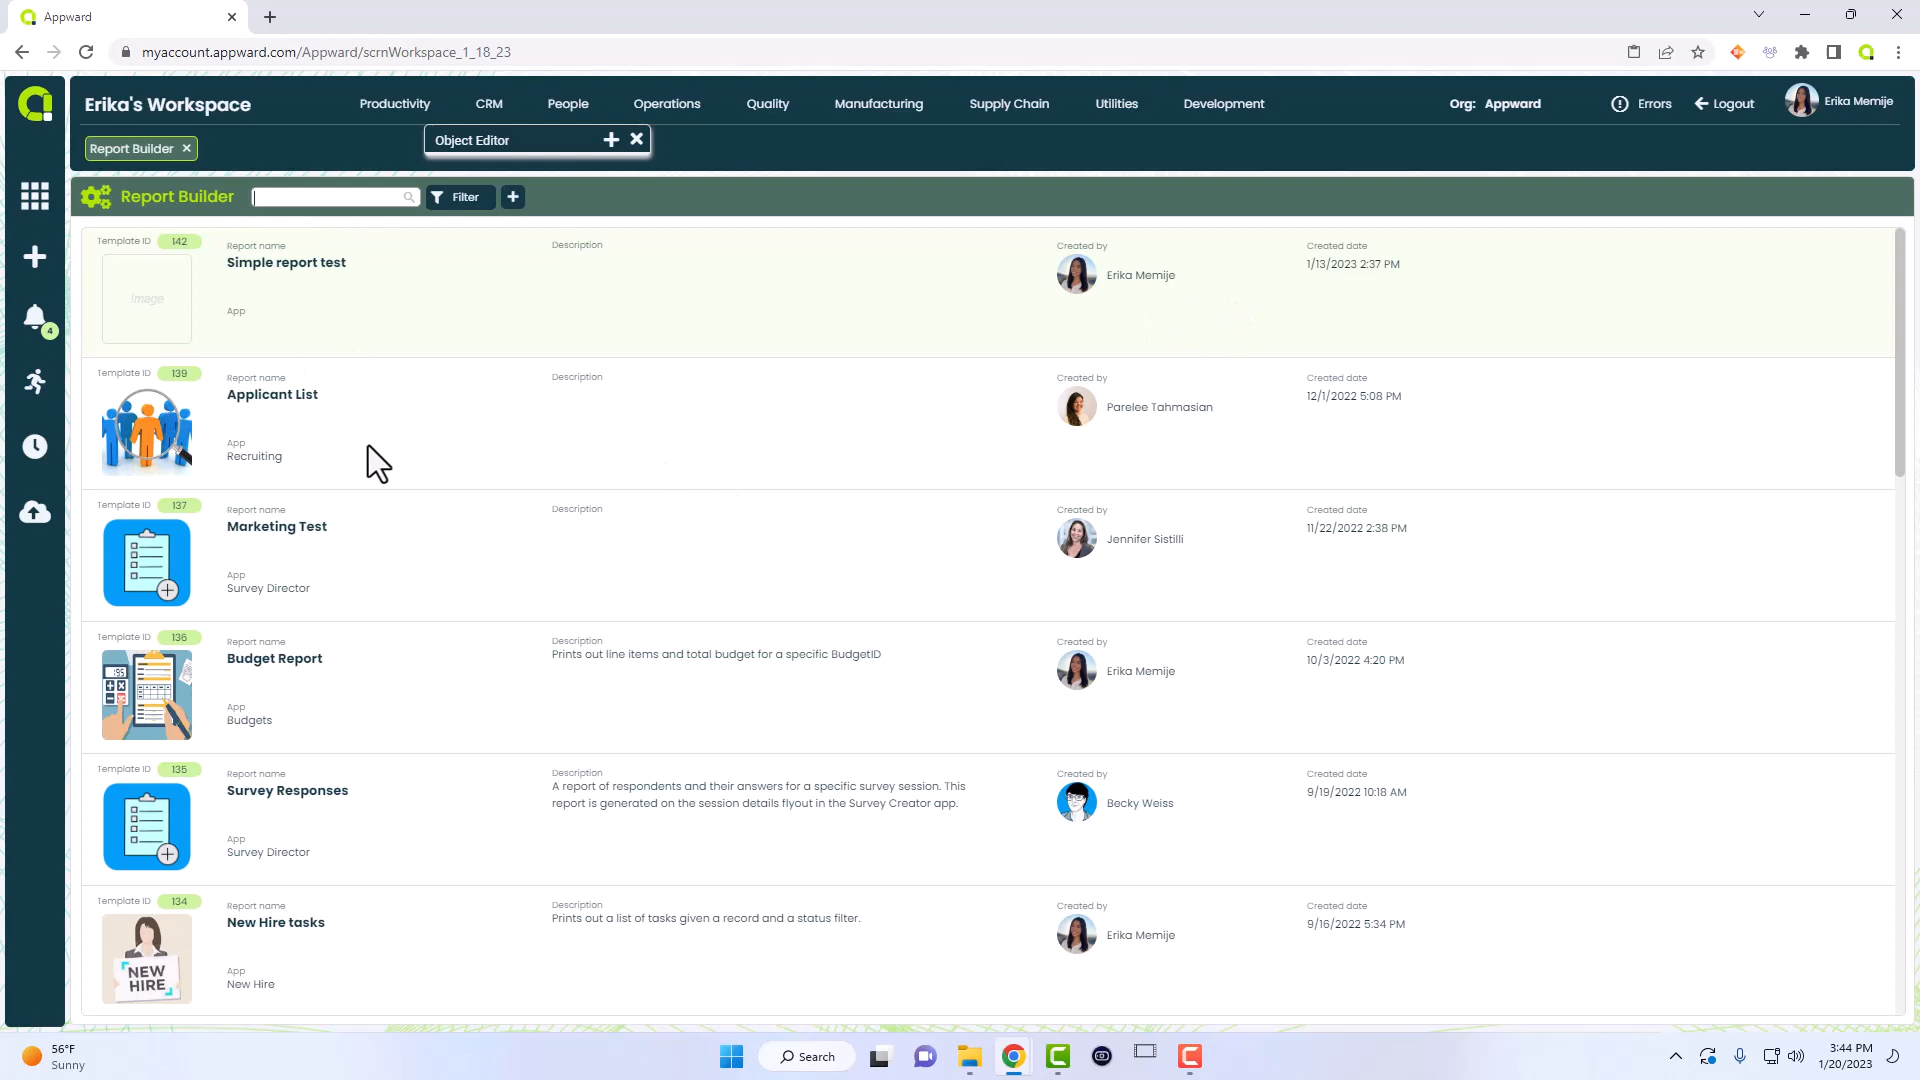 Appward
myaccount.appward.com/Appward/scrnWorkspace_1_18_23
Erika's Workspace
Productivity CRM People Operations Quality Manufacturing Supply Chain Utilities Development
Org: Appward
Errors
Logout
Erika Memije
Report Builder
Object Editor
Report Builder
Filter
4
Template ID 142
Image
Report name
Simple report test
App
Description
Created by
Erika Memije
Created date
1/13/2023 2:37 PM
Template ID 139
Report name
Applicant List
App
Recruiting
Description
Created by
Parelee Tahmasian
Created date
12/1/2022 5:08 PM
Template ID 137
Report name
Marketing Test
App
Survey Director
Description
Created by
Jennifer Sistilli
Created date
11/22/2022 2:38 PM
Template ID 136
195
Report name
Budget Report
App
Budgets
Description
Prints out line items and total budget for a specific BudgetID
Created by
Erika Memije
Created date
10/3/2022 4:20 PM
Template ID 135
Report name
Survey Responses
App
Survey Director
Description
A report of respondents and their answers for a specific survey session. This
report is generated on the session details flyout in the Survey Creator app.
Created by
Becky Weiss
Created date
9/19/2022 10:18 AM
Template ID 134
NEW
HIRE
Report name
New Hire tasks
App
New Hire
Description
Prints out a list of tasks given a record and a status filter.
Created by
Erika Memije
Created date
9/16/2022 5:34 PM
56°F
Sunny
Search
3:44 PM
1/20/2023